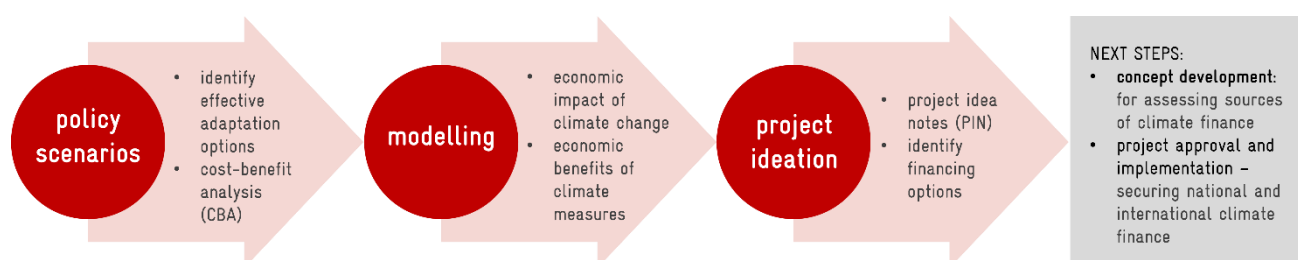 policy
scenarios
• identify
effective
adaptation
options
• cost-benefit
analysis
(CBA)
modelling
• economic
impact of
climate change
• economic
benefits of
climate
measures
project
ideation
• project idea
notes (PIN)
• identify
financing
options
NEXT STEPS:
• concept development:
for assessing sources
of climate finance
• project approval and
implementation –
securing national and
international climate
finance